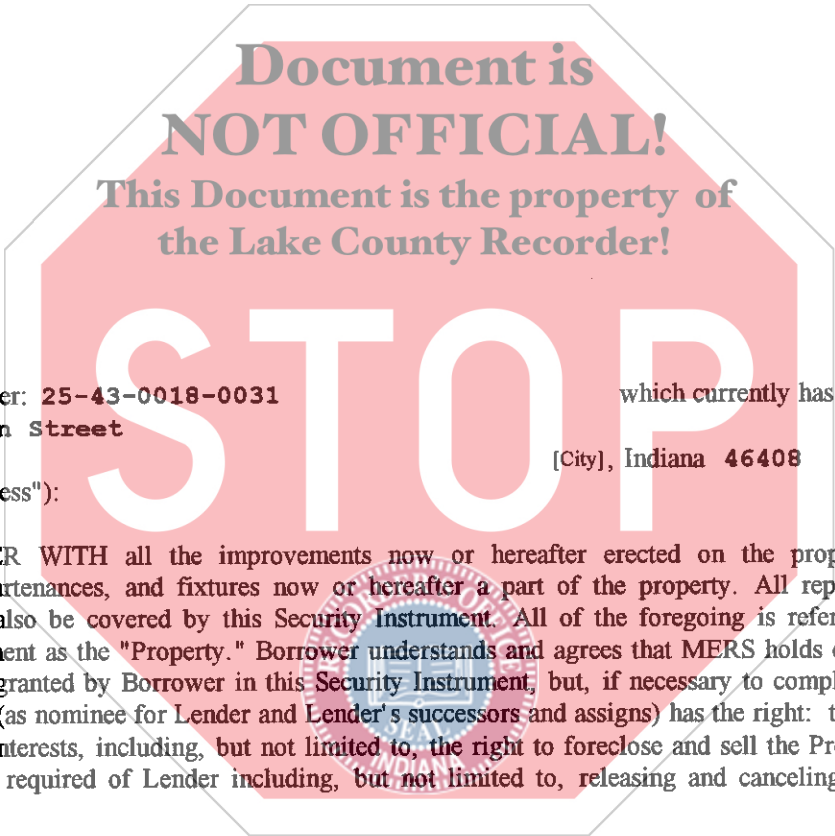 Document is
NOT OFFICIAL!
This Document is the property of
the Lake County Recorder!
STOP
er: 25-43-0018-0031 which currently has
n Street
[City], Indiana 46408
ess"):
ER WITH all the improvements now or hereafter erected on the prop
rtenances, and fixtures now or hereafter a part of the property. All rep
also be covered by this Security Instrument. All of the foregoing is refer
ent as the "Property." Borrower understands and agrees that MERS holds
granted by Borrower in this Security Instrument, but, if necessary to compl
(as nominee for Lender and Lender's successors and assigns) has the right: t
nterests, including, but not limited to, the right to foreclose and sell the Pr
required of Lender including, but not limited to, releasing and canceling
RECORDER'S OFFICE
SEAL
INDIANA